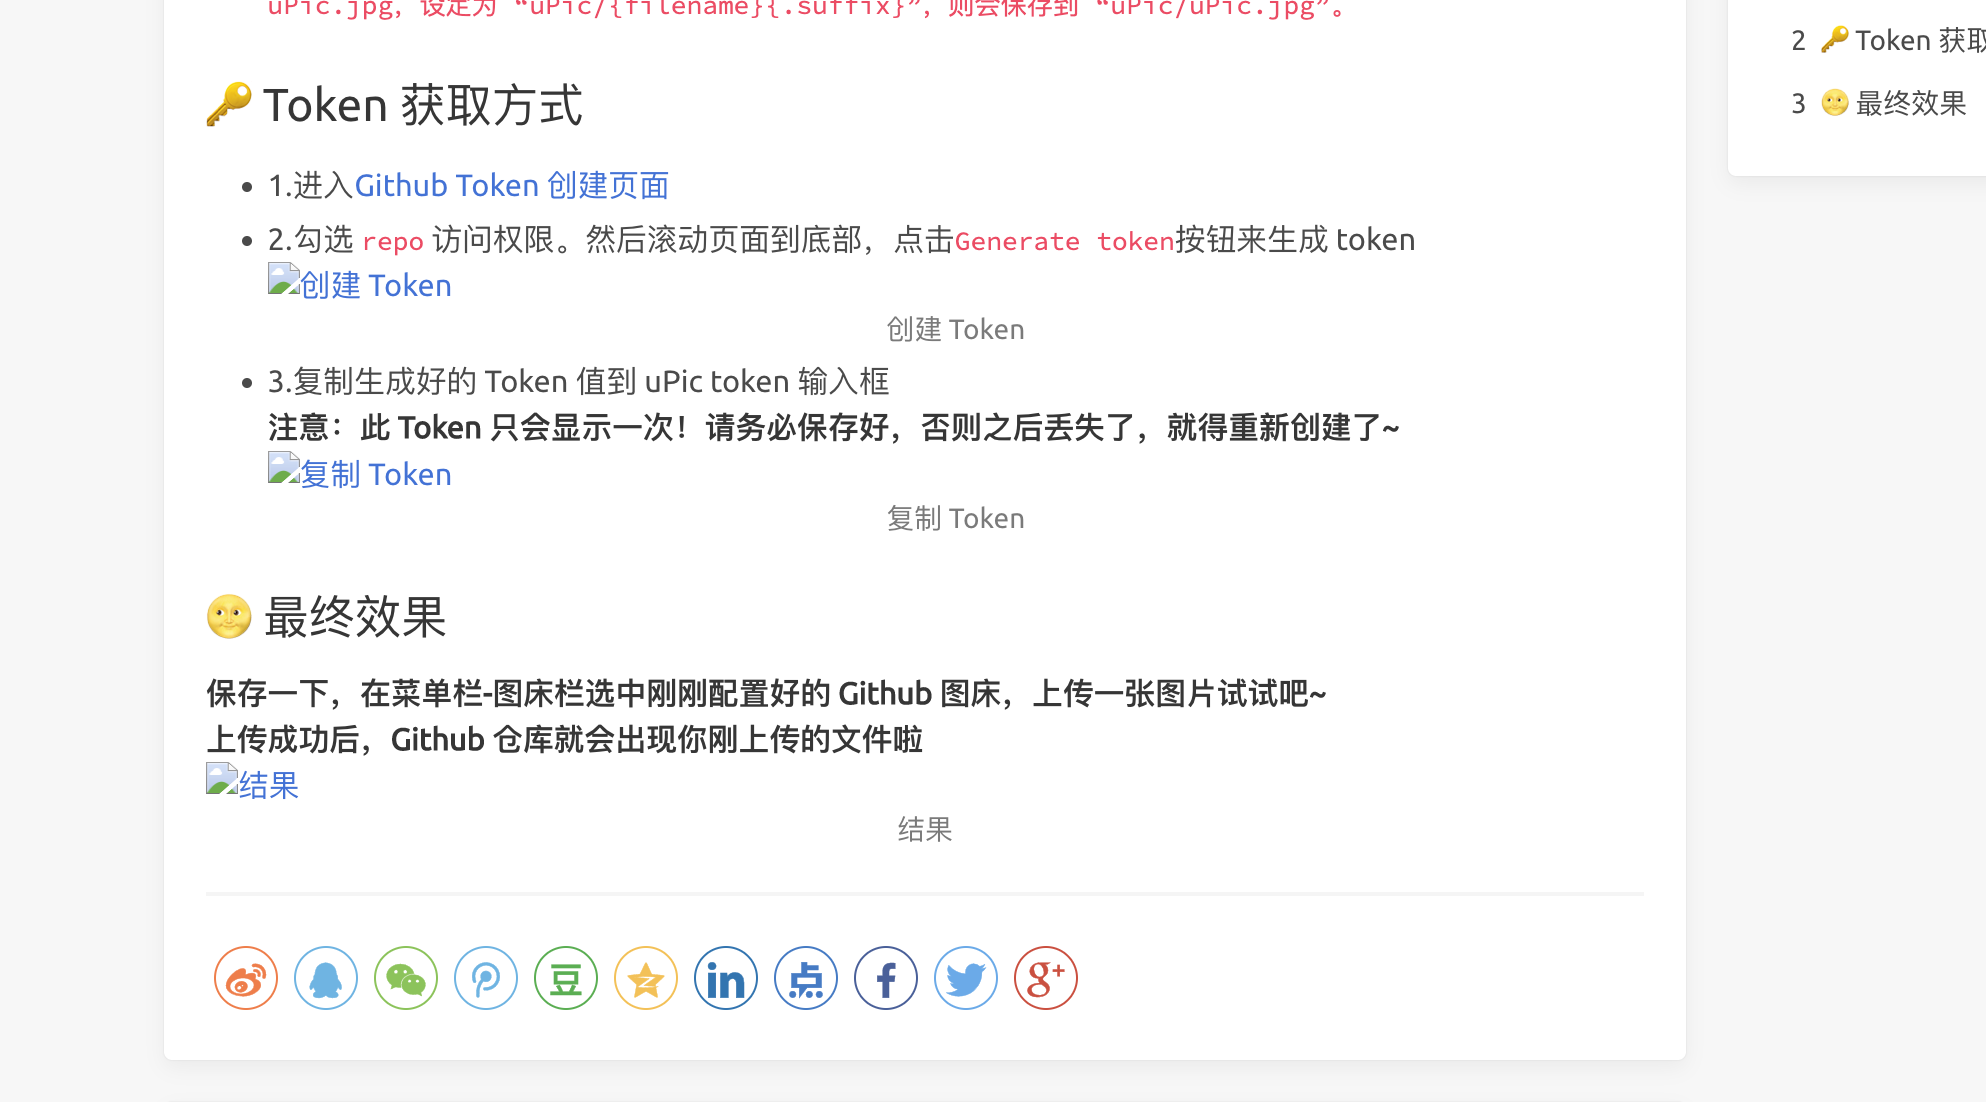 uPic.jpg，设定为 “uPic/{filename}{.suffix}”，则会保存到 “uPic/uPic.jpg”。
🔑 Token 获取方式
1.进入Github Token 创建页面
2.勾选 repo 访问权限。然后滚动页面到底部，点击Generate token按钮来生成 token
创建 Token
创建 Token
3.复制生成好的 Token 值到 uPic token 输入框
注意：此 Token 只会显示一次！请务必保存好，否则之后丢失了，就得重新创建了~
复制 Token
复制 Token
🌝 最终效果
保存一下，在菜单栏-图床栏选中刚刚配置好的 Github 图床，上传一张图片试试吧~
上传成功后，Github 仓库就会出现你刚上传的文件啦
结果
结果
豆 in 点 f g+
2 🔑 Token 获取
3 🌝 最终效果